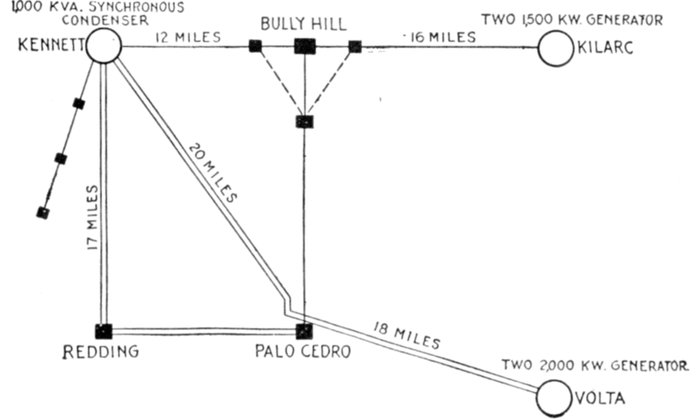 1,000 KVA. SYNCHRONOUS
CONDENSER
KENNETT
12 MILES
BULLY HILL
16 MILES
TWO 1,500 KW. GENERATOR
KILARC
20 MILES
17 MILES
REDDING
PALO CEDRO
18 MILES
TWO 2,000 KW. GENERATOR
VOLTA